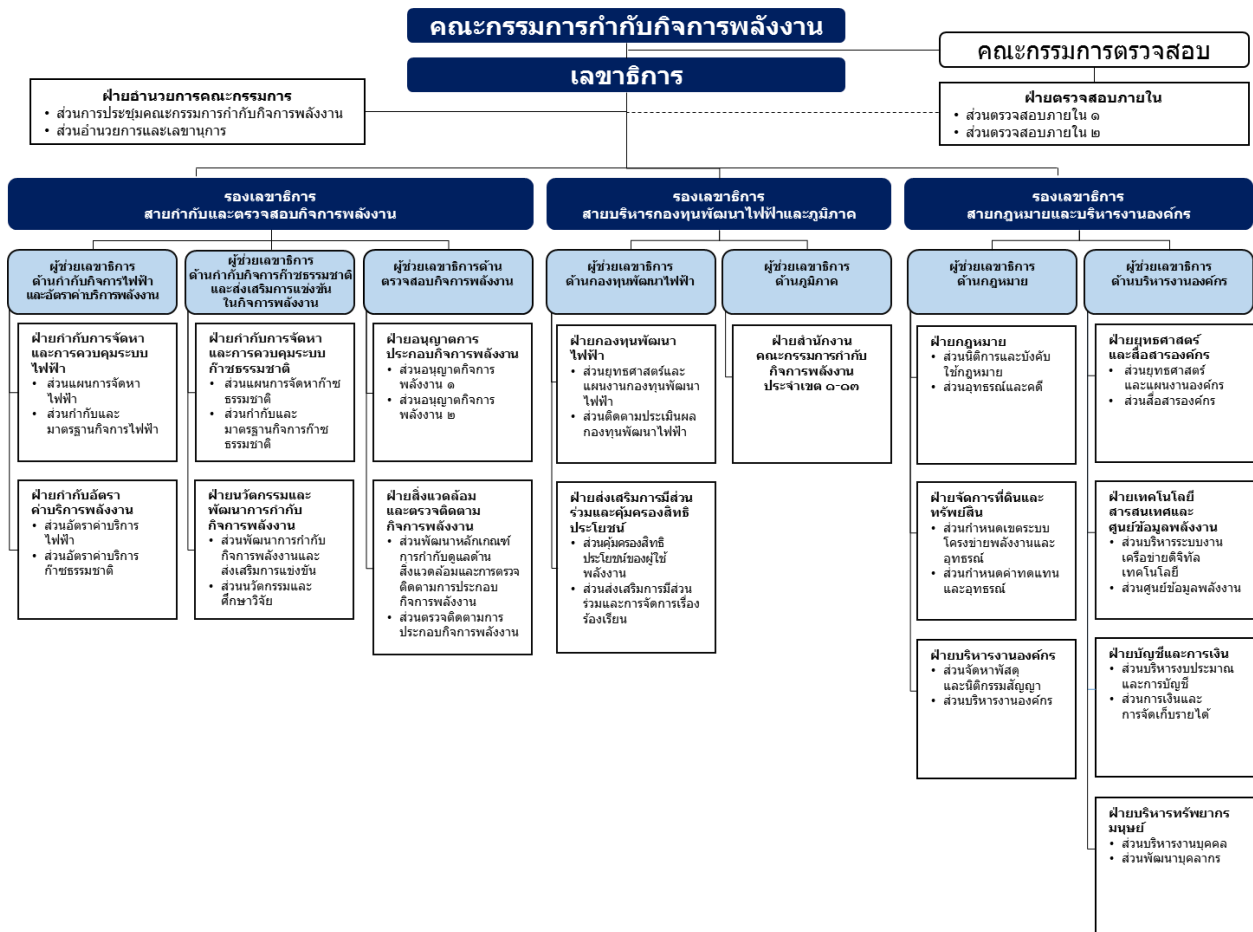 คณะกรรมการกำกับกิจการพลังงาน
คณะกรรมการตรวจสอบ
เลขาธิการ
ฝ่ายอำนวยการคณะกรรมการ
• ส่วนการประชุมคณะกรรมการกำกับกิจการพลังงาน
• ส่วนอำนวยการและเลขานุการ
ฝ่ายตรวจสอบภายใน
• ส่วนตรวจสอบภายใน ๑
• ส่วนตรวจสอบภายใน ๒
รองเลขาธิการ
สายกำกับและตรวจสอบกิจการพลังงาน
รองเลขาธิการ
สายบริหารกองทุนพัฒนาไฟฟ้าและภูมิภาค
รองเลขาธิการ
สายกฎหมายและบริหารงานองค์กร
ผู้ช่วยเลขาธิการ
ด้านกำกับกิจการไฟฟ้า
และอัตราค่าบริการพลังงาน
ผู้ช่วยเลขาธิการ
ด้านกำกับกิจการก๊าซธรรมชาติ
และส่งเสริมการแข่งขัน
ในกิจการพลังงาน
ผู้ช่วยเลขาธิการด้าน
ตรวจสอบกิจการพลังงาน
ผู้ช่วยเลขาธิการ
ด้านกองทุนพัฒนาไฟฟ้า
ผู้ช่วยเลขาธิการ
ด้านภูมิภาค
ผู้ช่วยเลขาธิการ
ด้านกฎหมาย
ผู้ช่วยเลขาธิการ
ด้านบริหารงานองค์กร
ฝ่ายกำกับการจัดหา
และการควบคุมระบบ
ไฟฟ้า
• ส่วนแผนการจัดหา
ไฟฟ้า
• ส่วนกำกับและ
มาตรฐานกิจการไฟฟ้า
ฝ่ายกำกับการจัดหา
และการควบคุมระบบ
ก๊าซธรรมชาติ
• ส่วนแผนการจัดหาก๊าซ
ธรรมชาติ
• ส่วนกำกับและ
มาตรฐานกิจการก๊าซ
ธรรมชาติ
ฝ่ายอนุญาตการ
ประกอบกิจการพลังงาน
• ส่วนอนุญาตกิจการ
พลังงาน ๑
• ส่วนอนุญาตกิจการ
พลังงาน ๒
ฝ่ายกองทุนพัฒนา
ไฟฟ้า
• ส่วนยุทธศาสตร์และ
แผนงานกองทุนพัฒนา
ไฟฟ้า
• ส่วนติดตามประเมินผล
กองทุนพัฒนาไฟฟ้า
ฝ่ายสำนักงาน
คณะกรรมการกำกับ
กิจการพลังงาน
ประจำเขต ๑-๑๓
ฝ่ายกฎหมาย
• ส่วนนิติการและบังคับ
ใช้กฎหมาย
• ส่วนอุทธรณ์และคดี
ฝ่ายยุทธศาสตร์
และสื่อสารองค์กร
• ส่วนยุทธศาสตร์
และแผนงานองค์กร
• ส่วนสื่อสารองค์กร
ฝ่ายกำกับอัตรา
ค่าบริการพลังงาน
• ส่วนอัตราค่าบริการ
ไฟฟ้า
• ส่วนอัตราค่าบริการ
ก๊าซธรรมชาติ
ฝ่ายนวัตกรรมและ
พัฒนาการกำกับ
กิจการพลังงาน
• ส่วนพัฒนาการกำกับ
กิจการพลังงานและ
ส่งเสริมการแข่งขัน
• ส่วนนวัตกรรมและ
ศึกษาวิจัย
ฝ่ายสิ่งแวดล้อม
และตรวจติดตาม
กิจการพลังงาน
• ส่วนพัฒนาหลักเกณฑ์
การกำกับดูแลด้าน
สิ่งแวดล้อมและการตรวจ
ติดตามการประกอบ
กิจการพลังงาน
• ส่วนตรวจติดตามการ
ประกอบกิจการพลังงาน
ฝ่ายส่งเสริมการมีส่วน
ร่วมและคุ้มครองสิทธิ
ประโยชน์
• ส่วนคุ้มครองสิทธิ
ประโยชน์ของผู้ใช้
พลังงาน
• ส่วนส่งเสริมการมีส่วน
ร่วมและการจัดการเรื่อง
ร้องเรียน
ฝ่ายจัดการที่ดินและ
ทรัพย์สิน
• ส่วนกำหนดเขตระบบ
โครงข่ายพลังงานและ
อุทธรณ์
• ส่วนกำหนดค่าทดแทน
และอุทธรณ์
ฝ่ายเทคโนโลยี
สารสนเทศและ
ศูนย์ข้อมูลพลังงาน
• ส่วนบริหารระบบงาน
เครือข่ายดิจิทัล
เทคโนโลยี
• ส่วนศูนย์ข้อมูลพลังงาน
ฝ่ายบริหารงานองค์กร
• ส่วนจัดหาพัสดุ
และนิติกรรมสัญญา
• ส่วนบริหารงานองค์กร
ฝ่ายบัญชีและการเงิน
• ส่วนบริหารงบประมาณ
และการบัญชี
• ส่วนการเงินและ
การจัดเก็บรายได้
ฝ่ายบริหารทรัพยากร
มนุษย์
• ส่วนบริหารงานบุคคล
• ส่วนพัฒนาบุคลากร